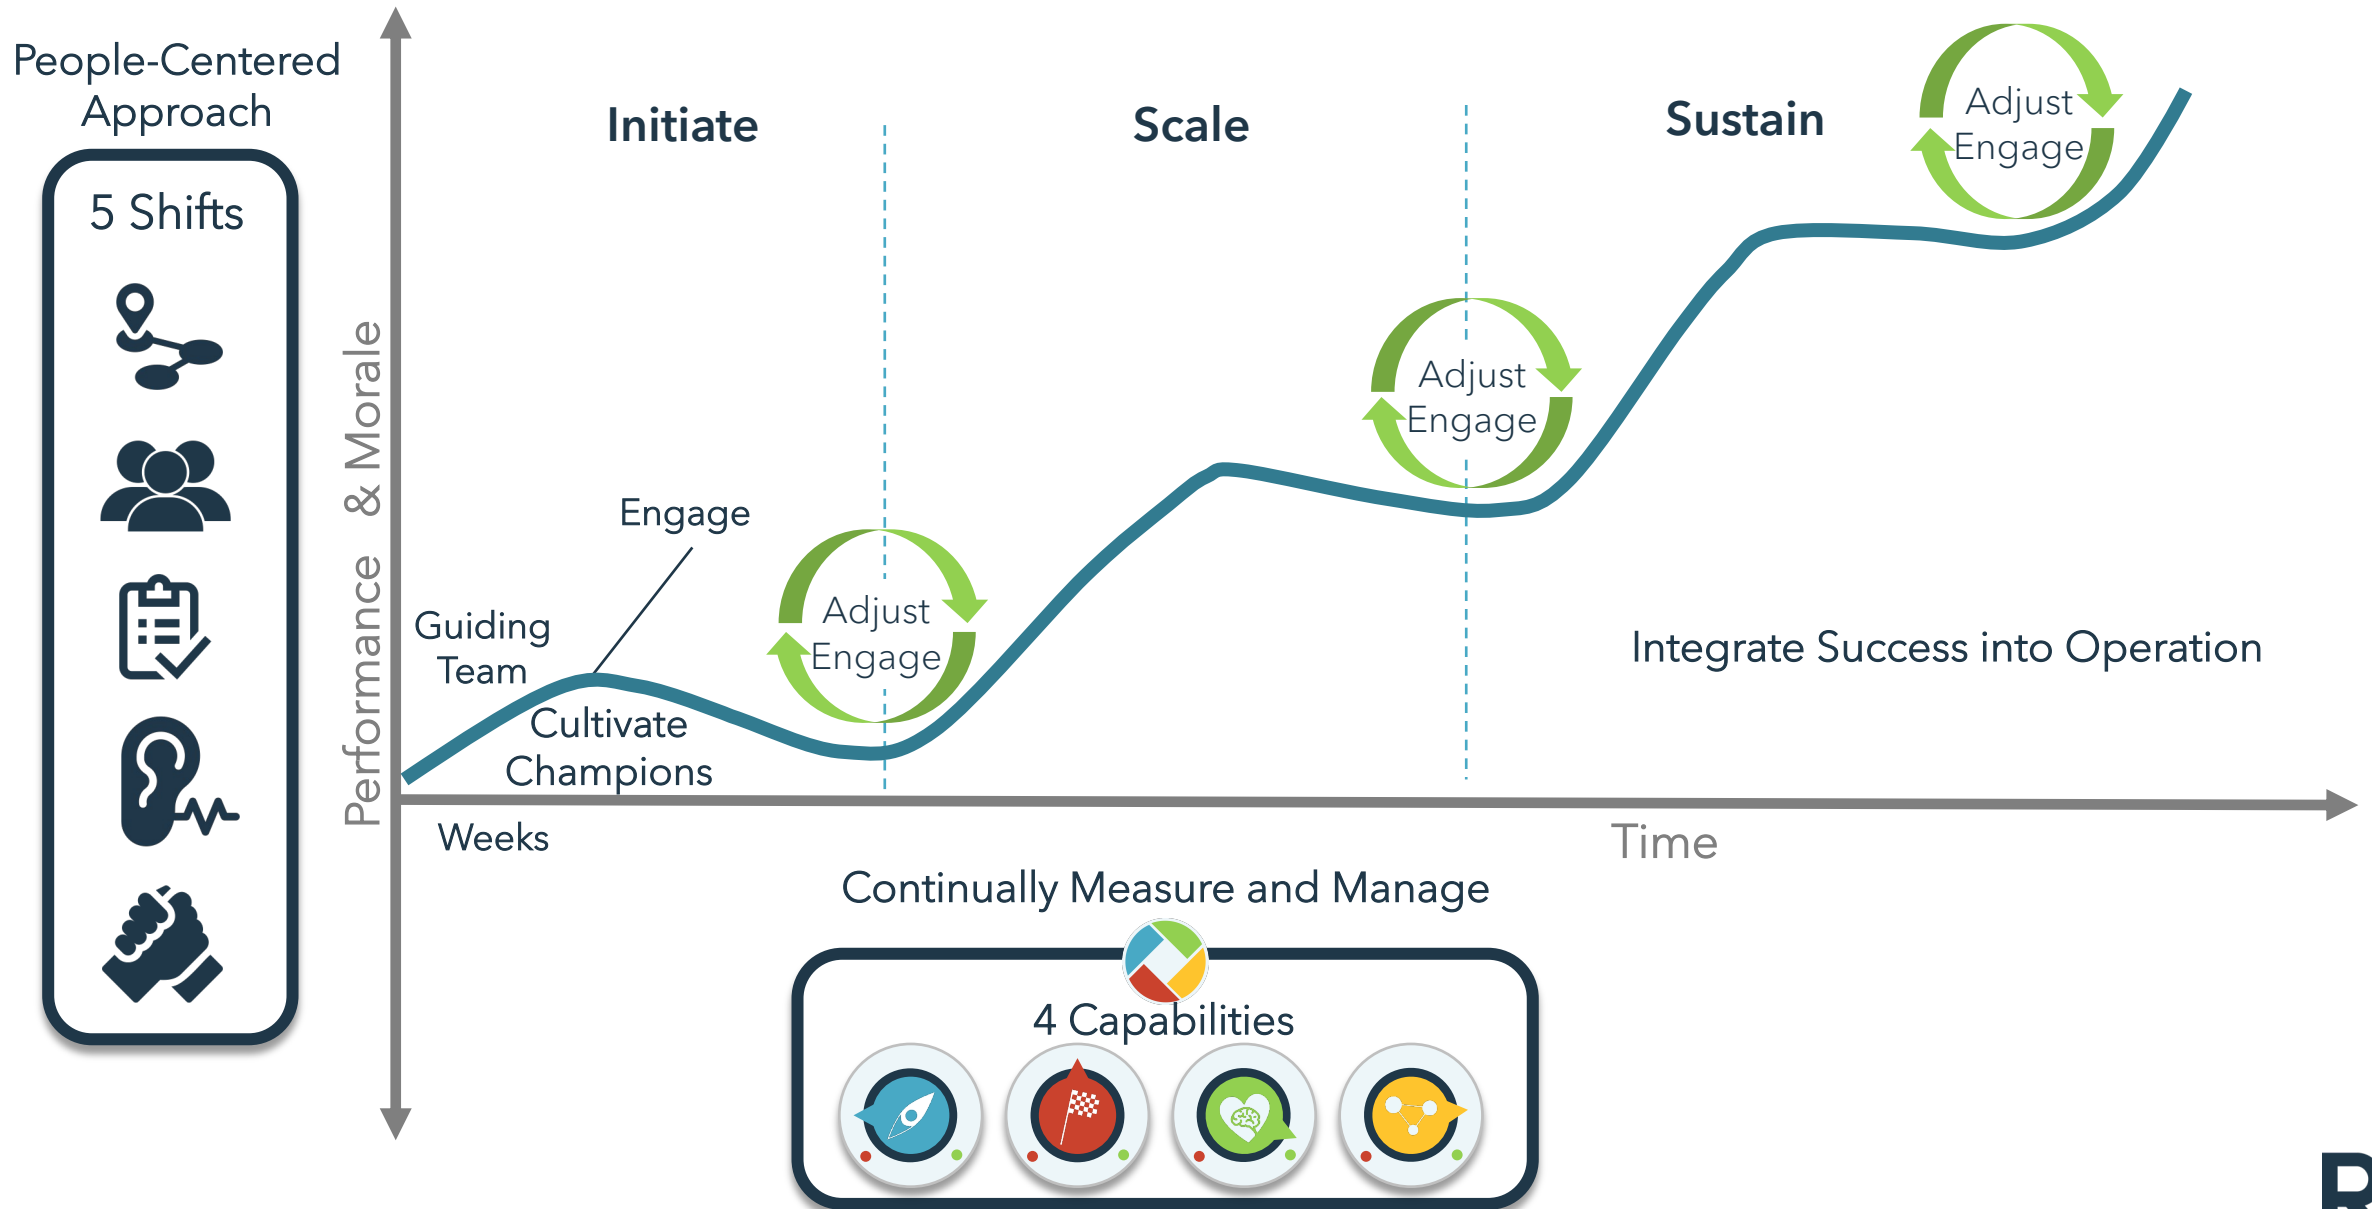 People-Centered
Approach
5 Shifts
Performance & Morale
Initiate
Scale
Sustain
Adjust
Engage
Adjust
Engage
Engage
Guiding
Team
Adjust
Engage
Cultivate
Champions
Integrate Success into Operation
Weeks
Time
Continually Measure and Manage
4 Capabilities